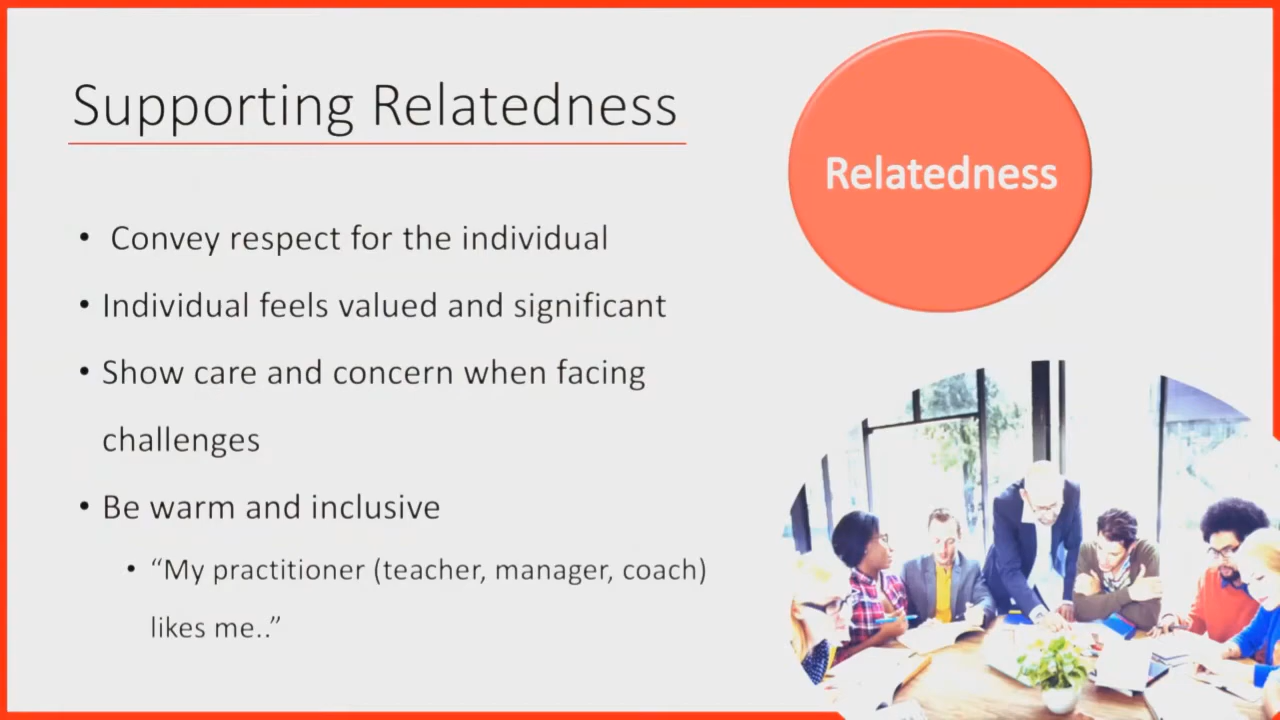 Supporting Relatedness
Relatedness
• Convey respect for the individual
• Individual feels valued and significant
• Show care and concern when facing
challenges
• Be warm and inclusive
• “My practitioner (teacher, manager, coach)
likes me..”